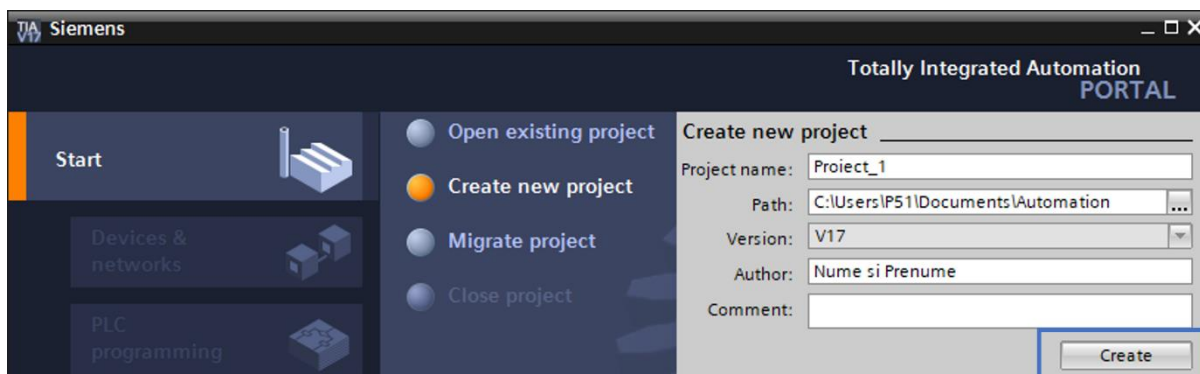 TIA
V17
Siemens
Totally Integrated Automation
PORTAL
Start
Devices &
networks
PLC
programming
Open existing project
Create new project
Migrate project
Close project
Create new project
Project name:
Proiect_1
Path:
C:\Users\P51\Documents\Automation
...
Version:
V17
Author:
Nume si Prenume
Comment:
Create